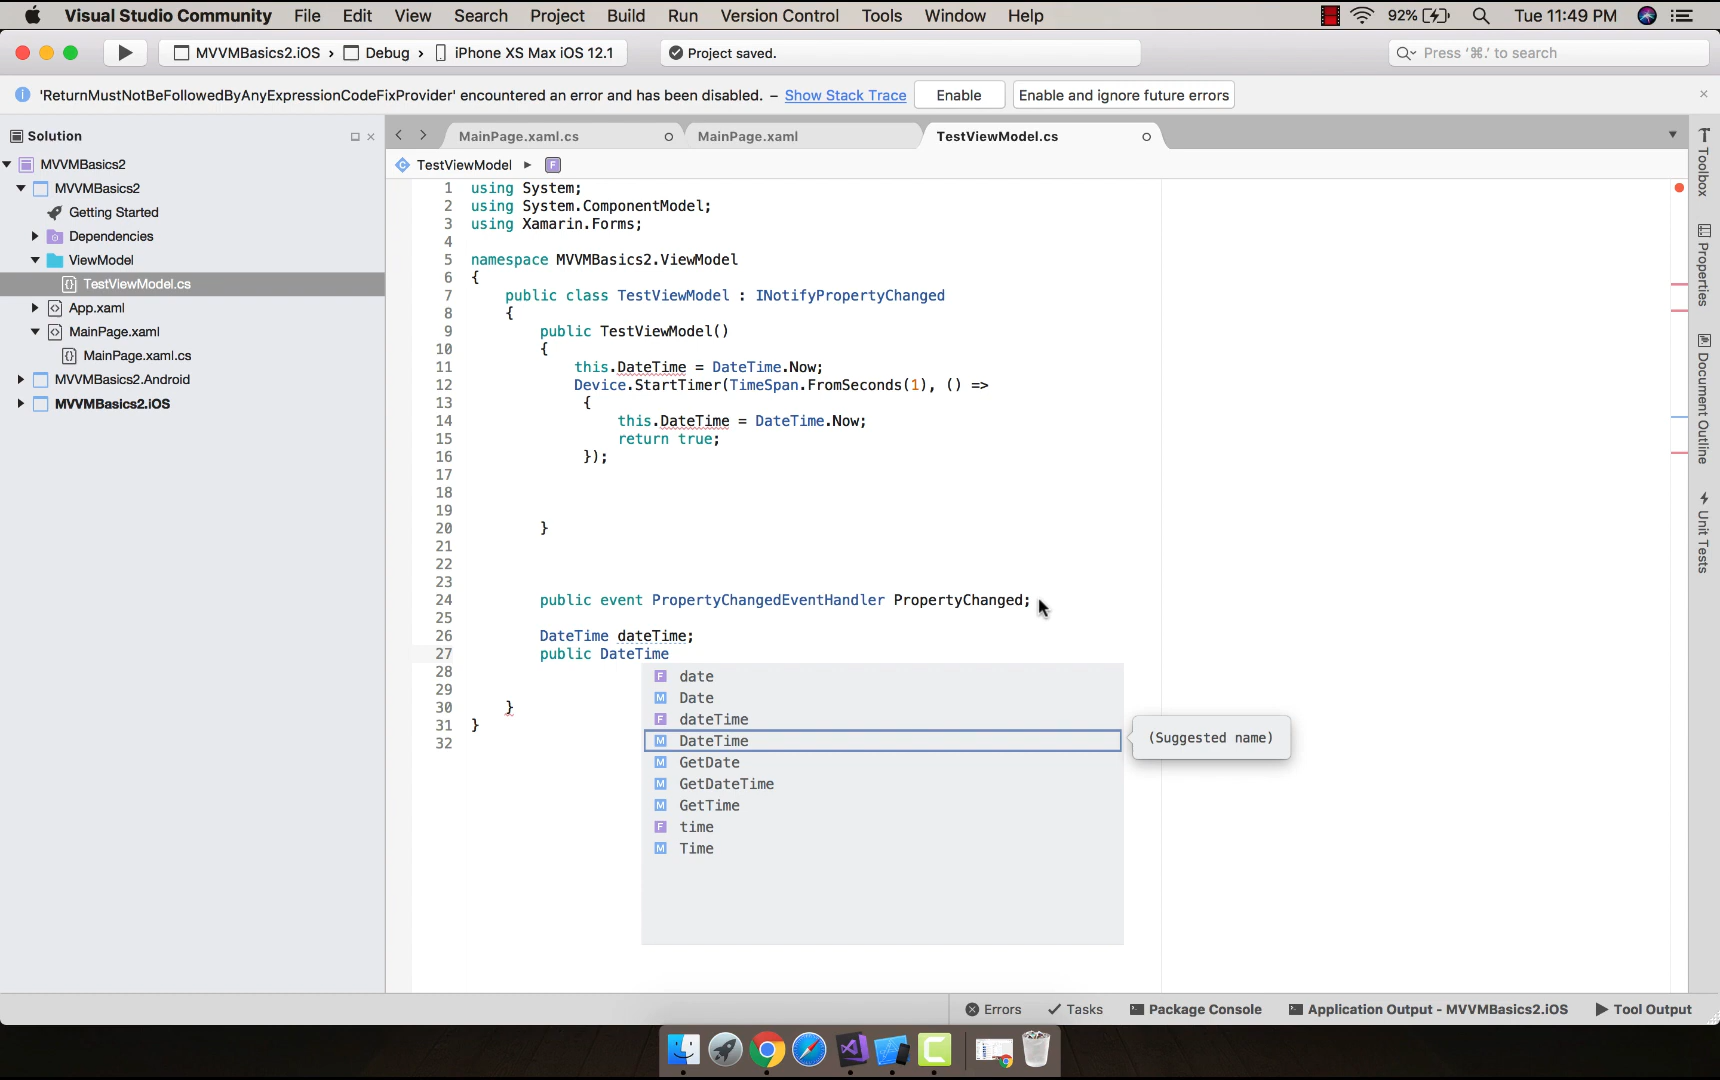 Visual Studio Community File Edit View Search Project Build Run Version Control Tools Window Help 92% Tue 11:49 PM
MVVMBasics2.iOS › Debug › iPhone XS Max iOS 12.1 Project saved. Press '⌘.' to search
'ReturnMustNotBeFollowedByAnyExpressionCodeFixProvider' encountered an error and has been disabled. – Show Stack Trace Enable Enable and ignore future errors
Solution
MVVMBasics2
MVVMBasics2
Getting Started
Dependencies
ViewModel
TestViewModel.cs
App.xaml
MainPage.xaml
MainPage.xaml.cs
MVVMBasics2.Android
MVVMBasics2.iOS
MainPage.xaml.cs MainPage.xaml TestViewModel.cs
TestViewModel F
1 using System;
2 using System.ComponentModel;
3 using Xamarin.Forms;
4
5 namespace MVVMBasics2.ViewModel
6 {
7 public class TestViewModel : INotifyPropertyChanged
8 {
9 public TestViewModel()
10 {
11 this.DateTime = DateTime.Now;
12 Device.StartTimer(TimeSpan.FromSeconds(1), () =>
13 {
14 this.DateTime = DateTime.Now;
15 return true;
16 });
17
18
19
20 }
21
22
23
24 public event PropertyChangedEventHandler PropertyChanged;
25
26 DateTime dateTime;
27 public DateTime
28
29
30 }
31 }
32
F date
M Date
F dateTime
M DateTime
M GetDate
M GetDateTime
M GetTime
F time
M Time
(Suggested name)
Toolbox
Properties
Document Outline
Unit Tests
Errors Tasks Package Console Application Output - MVVMBasics2.iOS Tool Output